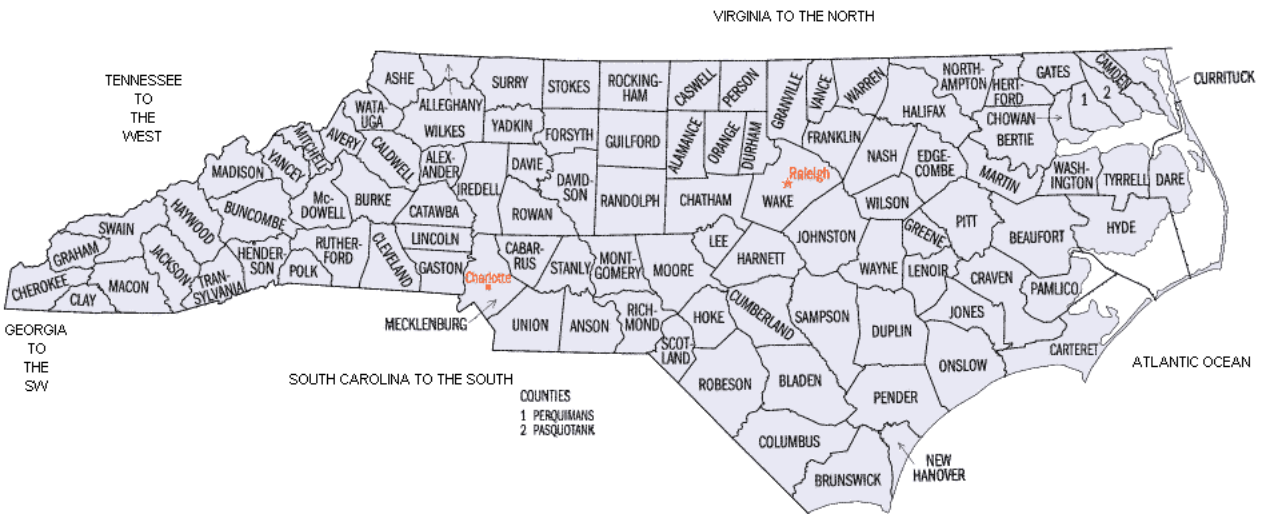 VIRGINIA TO THE NORTH
TENNESSEE
TO
THE
WEST
GEORGIA
TO
THE
SW
SOUTH CAROLINA TO THE SOUTH
ATLANTIC OCEAN
ASHE
ALLEGHANY
SURRY
STOKES
ROCKING-
HAM
CASWELL
PERSON
GRANVILLE
VANCE
WARREN
NORTH-
AMPTON
HERT-
FORD
GATES
CAMDEN
CURRITUCK
1
2
CHOWAN
BERTIE
HALIFAX
WATA-
UGA
WILKES
YADKIN
FORSYTH
GUILFORD
ALAMANCE
ORANGE
DURHAM
FRANKLIN
NASH
EDGE-
COMBE
MARTIN
WASH-
INGTON
TYRRELL
DARE
MADISON
YANCEY
MITCHELL
AVERY
CALDWELL
ALEX-
ANDER
IREDELL
DAVIE
DAVID-
SON
RANDOLPH
CHATHAM
Raleigh
WAKE
WILSON
PITT
BEAUFORT
HYDE
HAYWOOD
BUNCOMBE
Mc-
DOWELL
BURKE
CATAWBA
ROWAN
SWAIN
GRAHAM
CHEROKEE
CLAY
MACON
JACKSON
TRAN-
SYLVANIA
HENDER-
SON
POLK
RUTHER-
FORD
CLEVELAND
LINCOLN
GASTON
Charlotte
MECKLENBURG
CABAR-
RUS
STANLY
MONT-
GOMERY
MOORE
LEE
HARNETT
JOHNSTON
GREENE
WAYNE
LENOIR
CRAVEN
PAMLICO
JONES
CARTERET
UNION
ANSON
RICH-
MOND
SCOT-
LAND
HOKE
CUMBERLAND
SAMPSON
DUPLIN
ONSLOW
ROBESON
BLADEN
PENDER
COLUMBUS
BRUNSWICK
NEW
HANOVER
COUNTIES
1 PERQUIMANS
2 PASQUOTANK